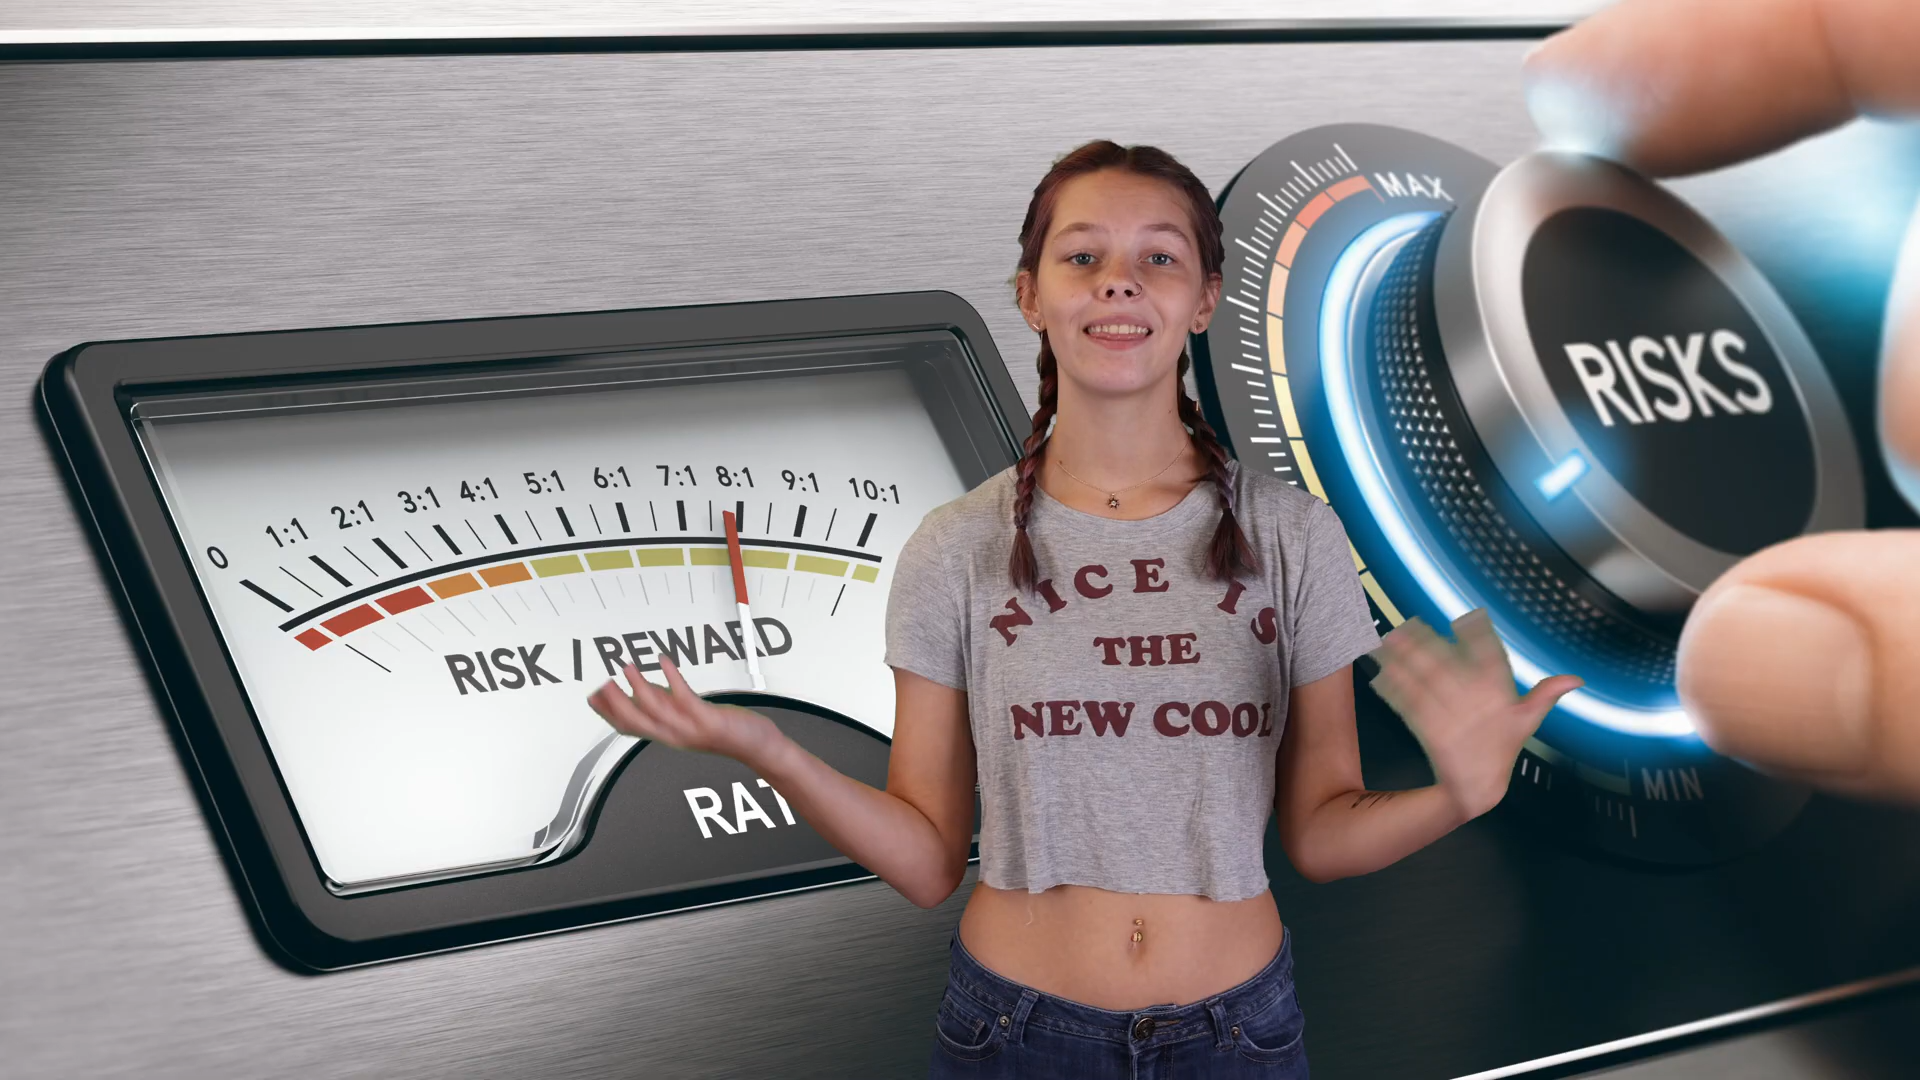 0 1:1 2:1 3:1 4:1 5:1 6:1 7:1 8:1 9:1 10:1
RISK / REWARD
RAT
MAX
RISKS
MIN
NICE IS
THE
NEW COOL